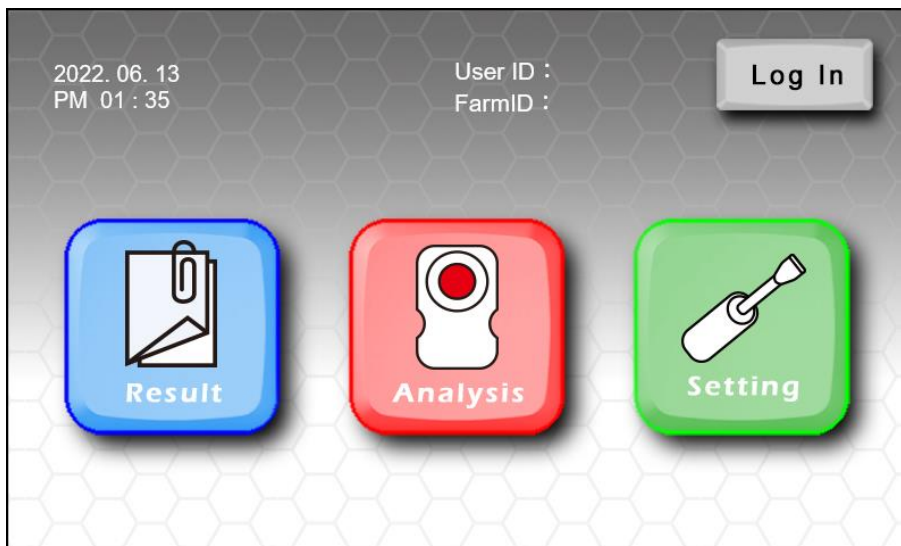 2022. 06. 13
PM 01 : 35
User ID :
FarmID :
Log In
Result
Analysis
Setting